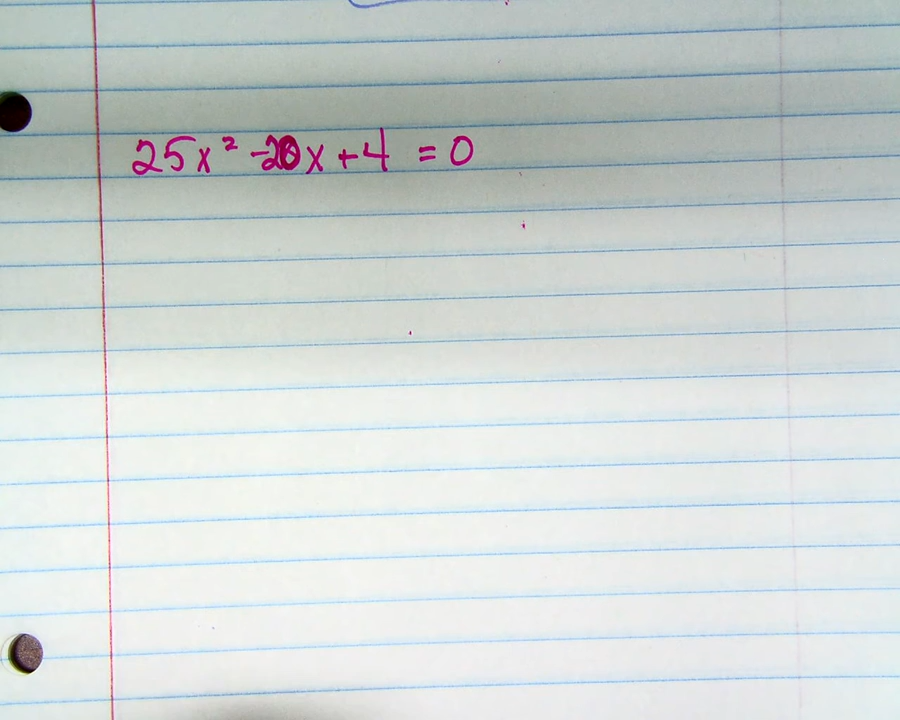 25x² -20x +4 = 0